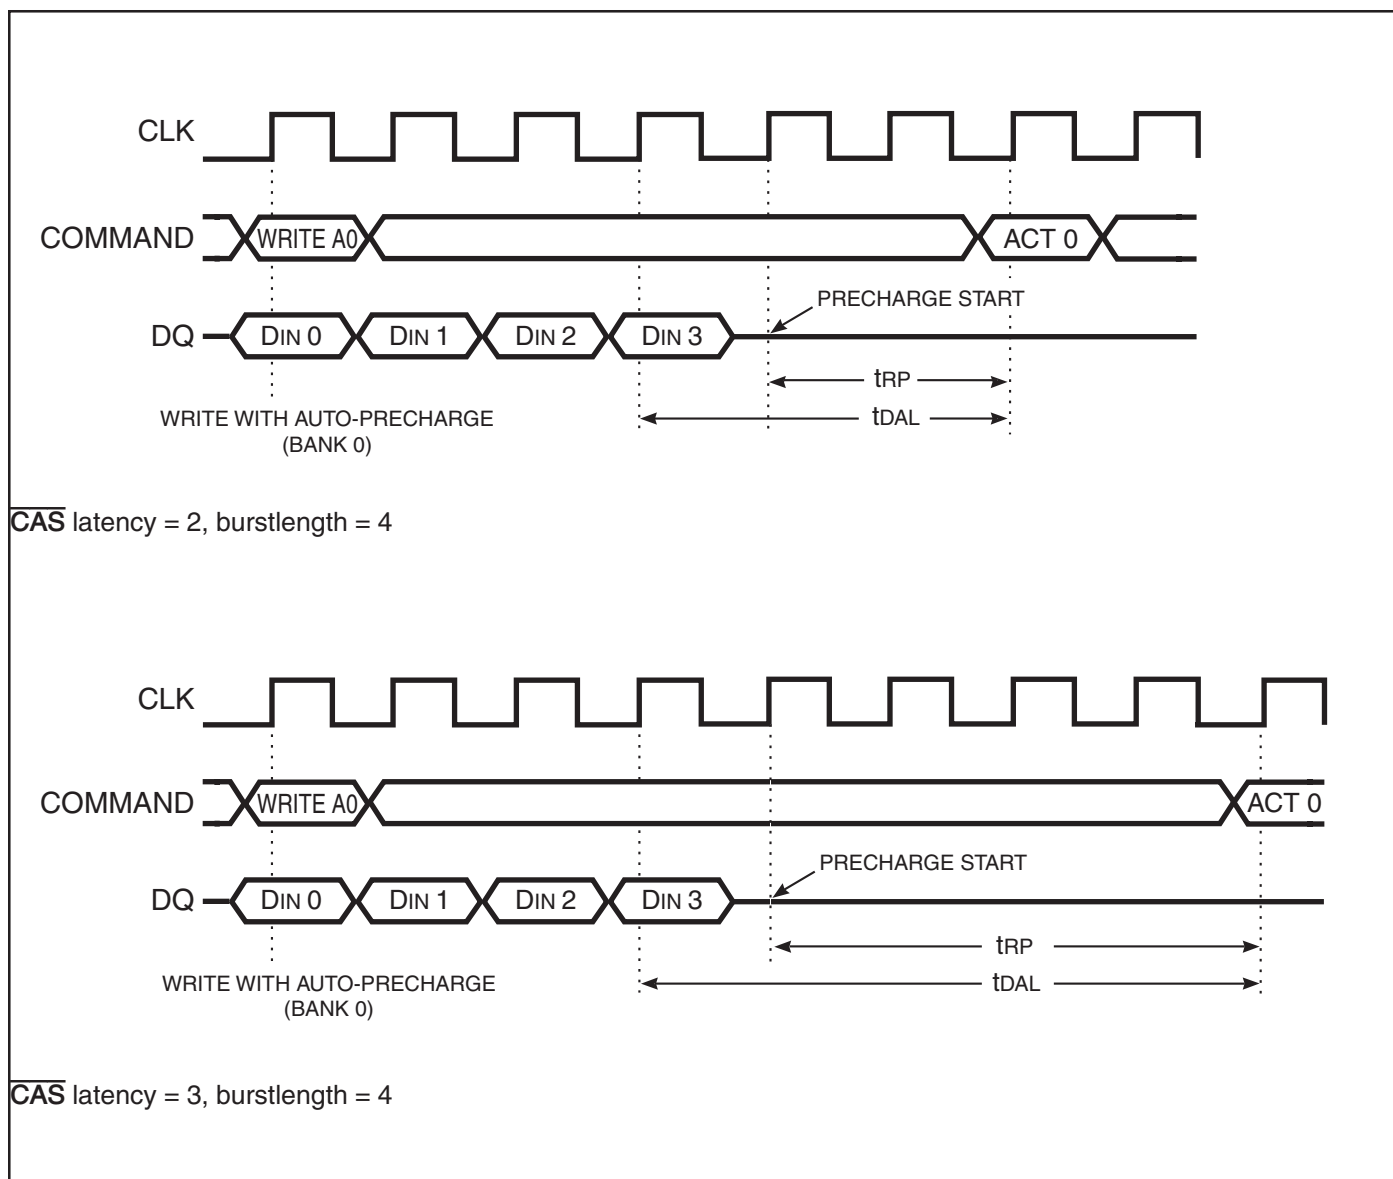 CLK
COMMAND WRITE A0 ACT 0
PRECHARGE START
DQ DIN 0 DIN 1 DIN 2 DIN 3
tRP
WRITE WITH AUTO-PRECHARGE tDAL
(BANK 0)
CAS latency = 2, burstlength = 4
CLK
COMMAND WRITE A0 ACT 0
PRECHARGE START
DQ DIN 0 DIN 1 DIN 2 DIN 3
tRP
WRITE WITH AUTO-PRECHARGE tDAL
(BANK 0)
CAS latency = 3, burstlength = 4